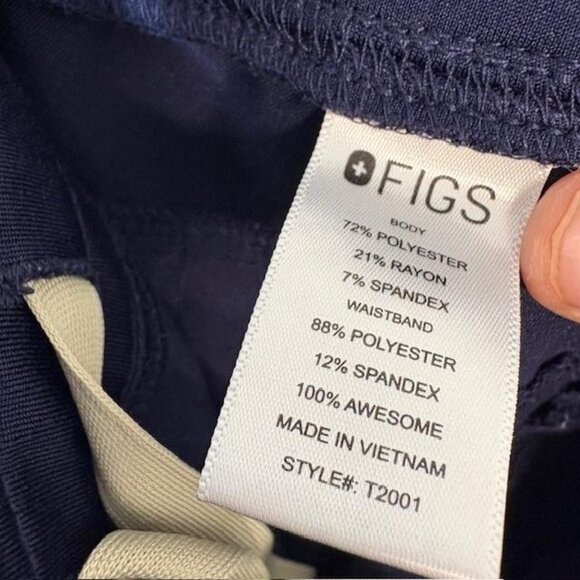 FIGS
BODY
72% POLYESTER
21% RAYON
7% SPANDEX
WAISTBAND
88% POLYESTER
12% SPANDEX
100% AWESOME
MADE IN VIETNAM
STYLE#: T2001